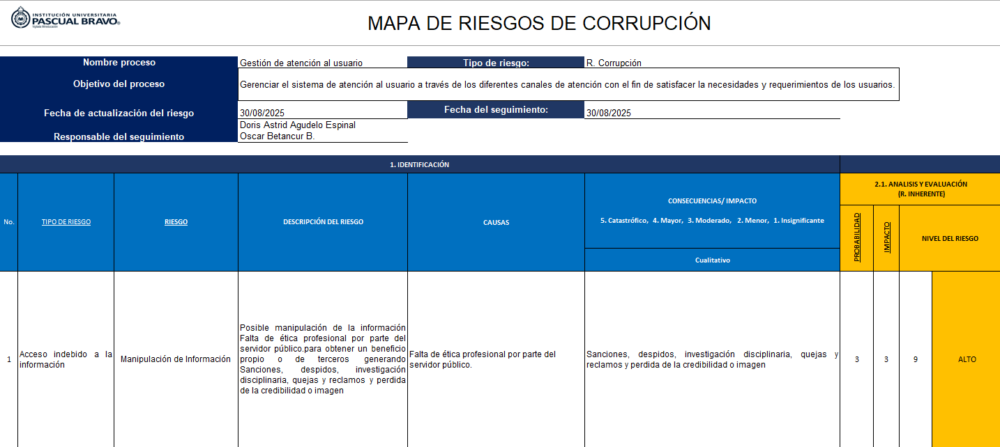 INSTITUCIÓN UNIVERSITARIA
PASCUAL BRAVO®
Vigilada Mineducación
MAPA DE RIESGOS DE CORRUPCIÓN
Nombre proceso
Gestión de atención al usuario
Tipo de riesgo:
R. Corrupción
Objetivo del proceso
Gerenciar el sistema de atención al usuario a través de los diferentes canales de atención con el fin de satisfacer la necesidades y requerimientos de los usuarios.
Fecha de actualización del riesgo
30/08/2025
Fecha del seguimiento:
30/08/2025
Responsable del seguimiento
Doris Astrid Agudelo Espinal
Oscar Betancur B.
1. IDENTIFICACIÓN
No.
TIPO DE RIESGO
RIESGO
DESCRIPCIÓN DEL RIESGO
CAUSAS
CONSECUENCIAS/ IMPACTO
5. Catastrófico, 4. Mayor, 3. Moderado, 2. Menor, 1. Insignificante
Cualitativo
2.1. ANALISIS Y EVALUACIÓN
(R. INHERENTE)
PROBABILIDAD
IMPACTO
NIVEL DEL RIESGO
1
Acceso indebido a la
información
Manipulación de Información
Posible manipulación de la información
Falta de ética profesional por parte del
servidor público.para obtener un beneficio
propio o de terceros generando
Sanciones, despidos, investigación
disciplinaria, quejas y reclamos y perdida
de la credibilidad o imagen
Falta de ética profesional por parte del
servidor público.
Sanciones, despidos, investigación disciplinaria, quejas y
reclamos y perdida de la credibilidad o imagen
3
3
9
ALTO